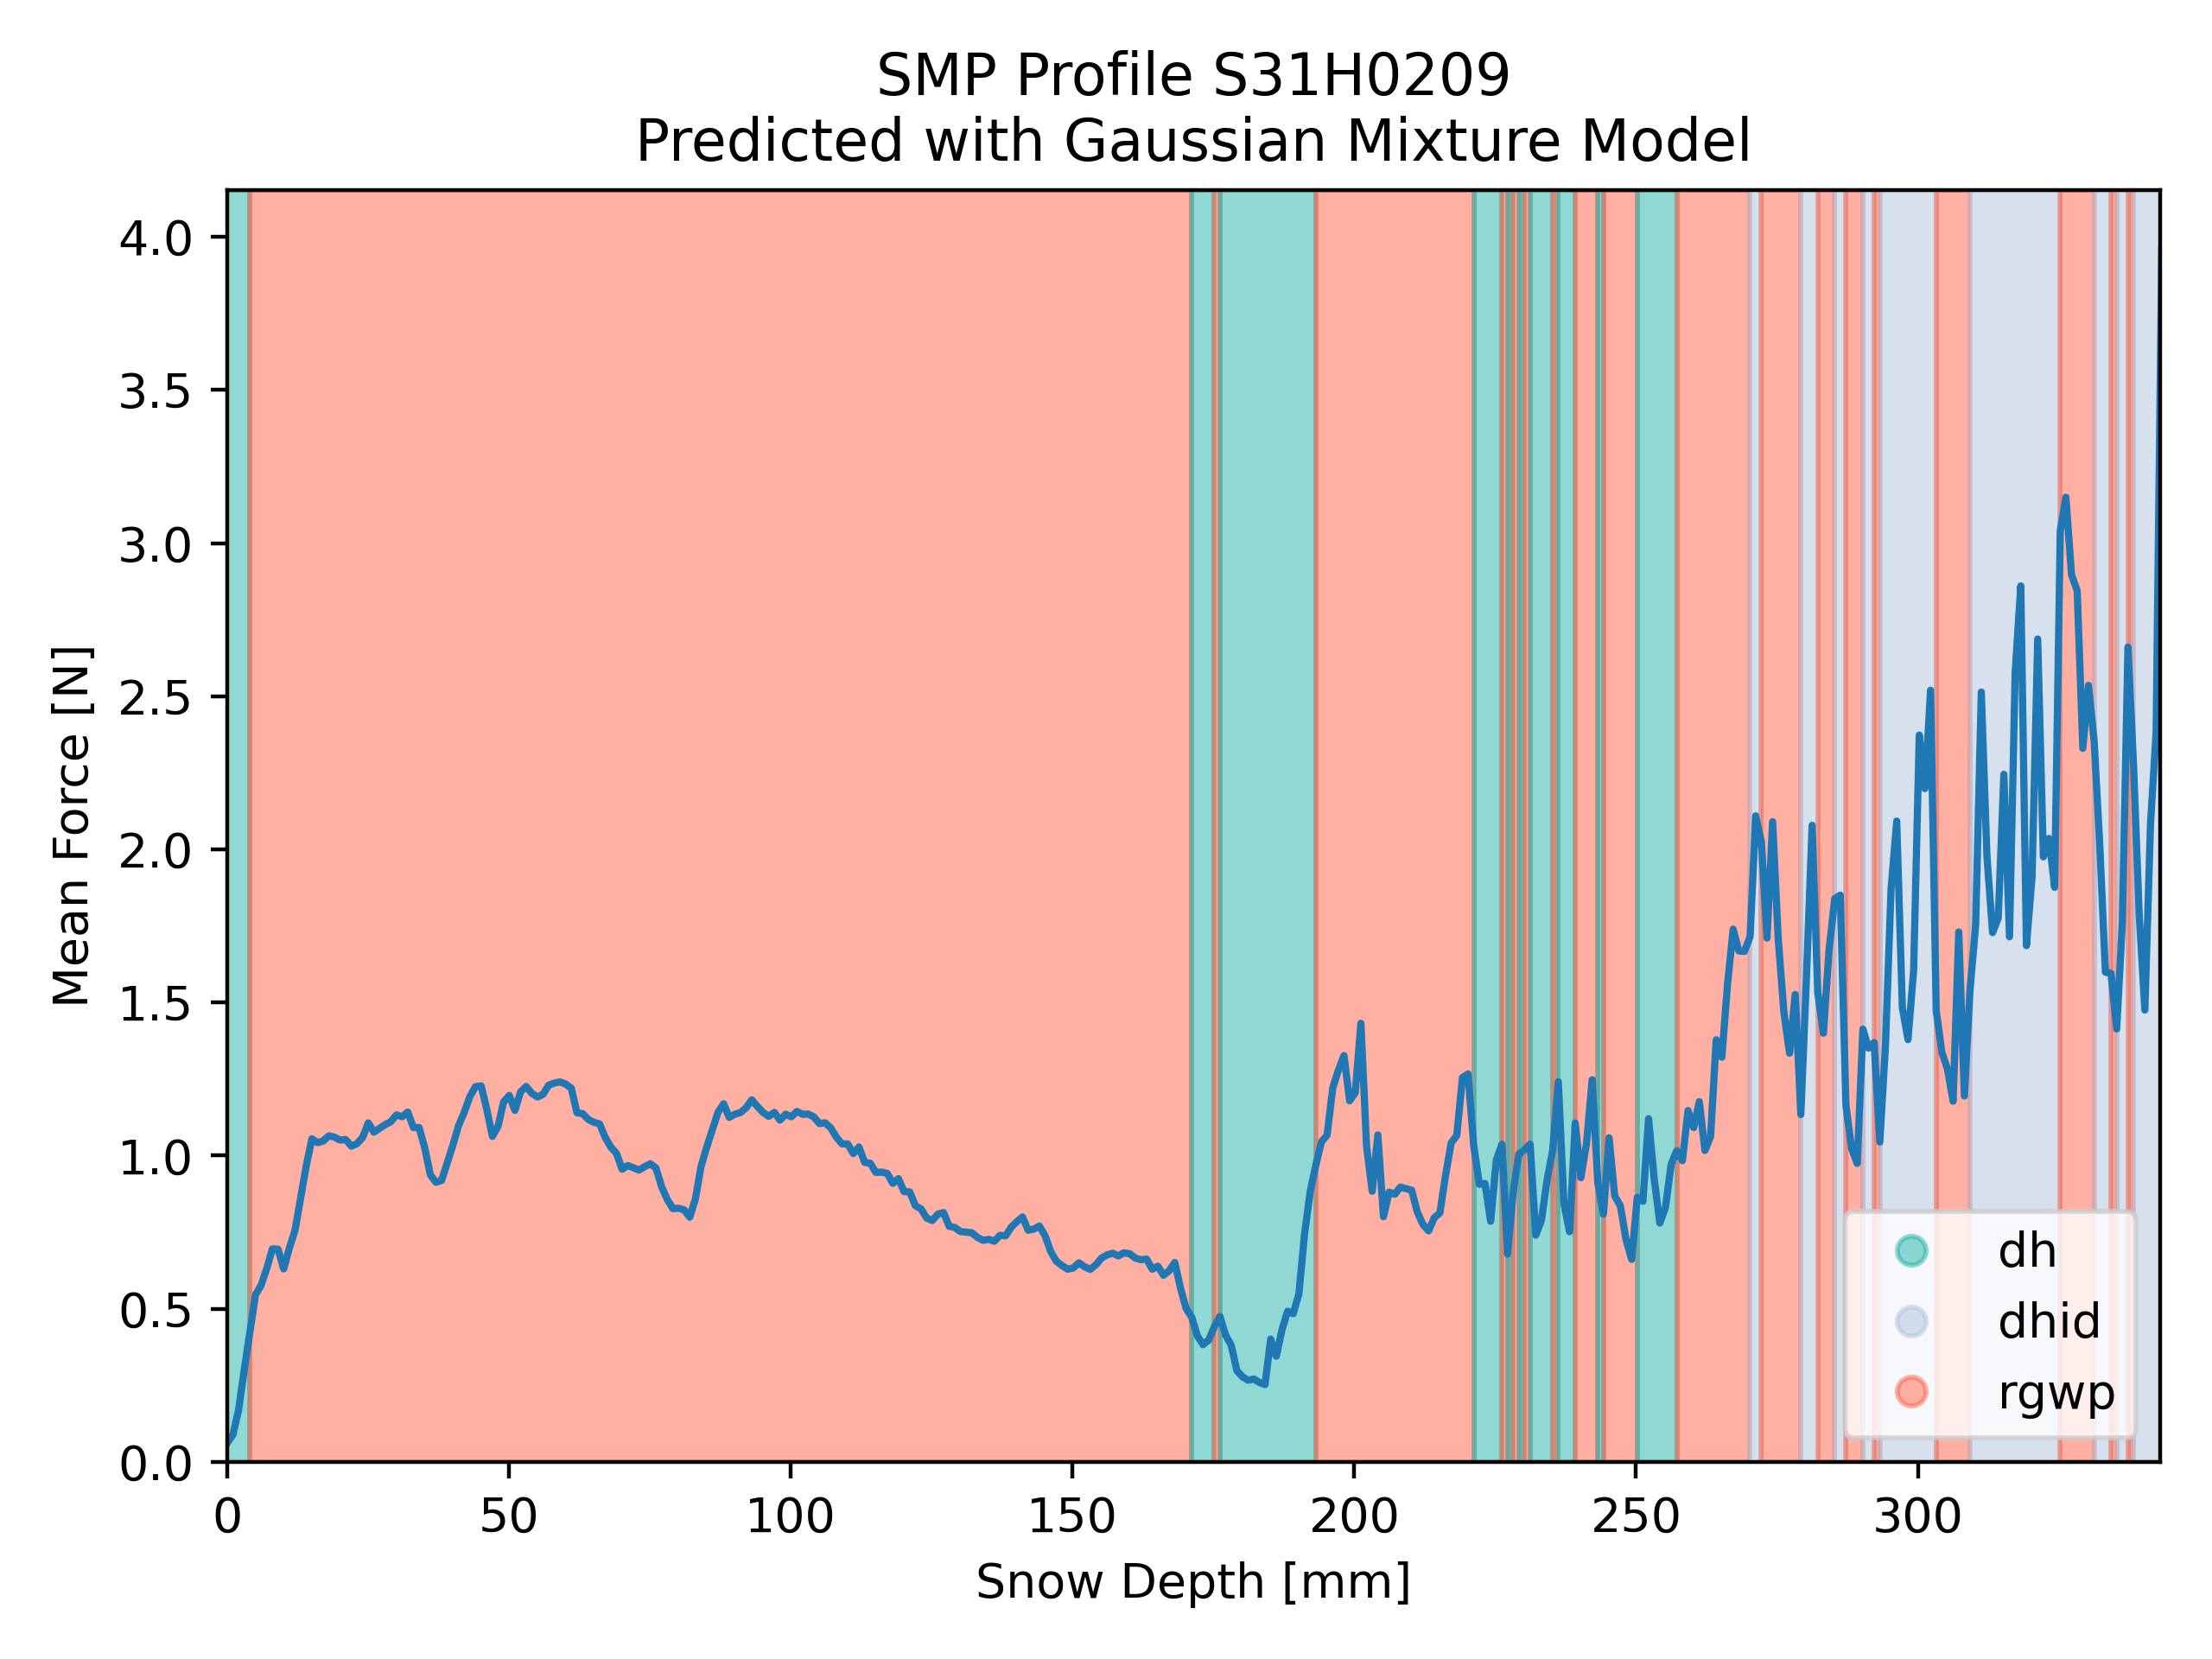 SMP Profile S31H0209
Predicted with Gaussian Mixture Model
Mean Force [N]
4.0
3.5
3.0
2.5
2.0
1.5
1.0
0.5
0.0
0 50 100 150 200 250 300
Snow Depth [mm]
dh
dhid
rgwp